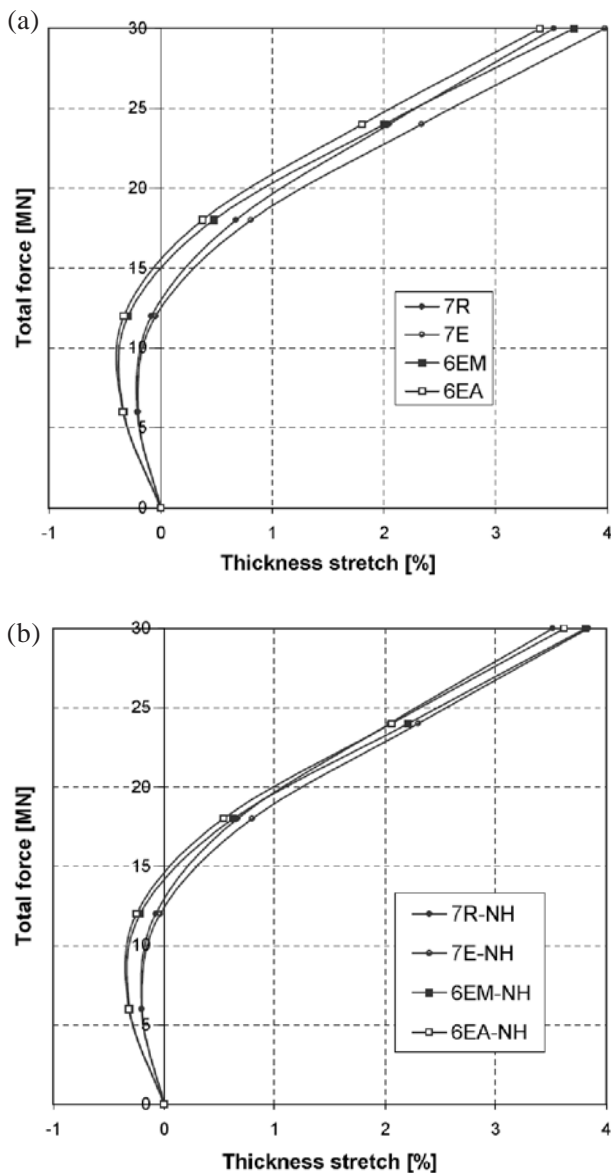 (a)
30
25
20
15
10
5
0
-1 0 1 2 3 4
Total force [MN]
Thickness stretch [%]
7R
7E
6EM
6EA
(b)
30
25
20
15
10
5
0
-1 0 1 2 3 4
Total force [MN]
Thickness stretch [%]
7R-NH
7E-NH
6EM-NH
6EA-NH